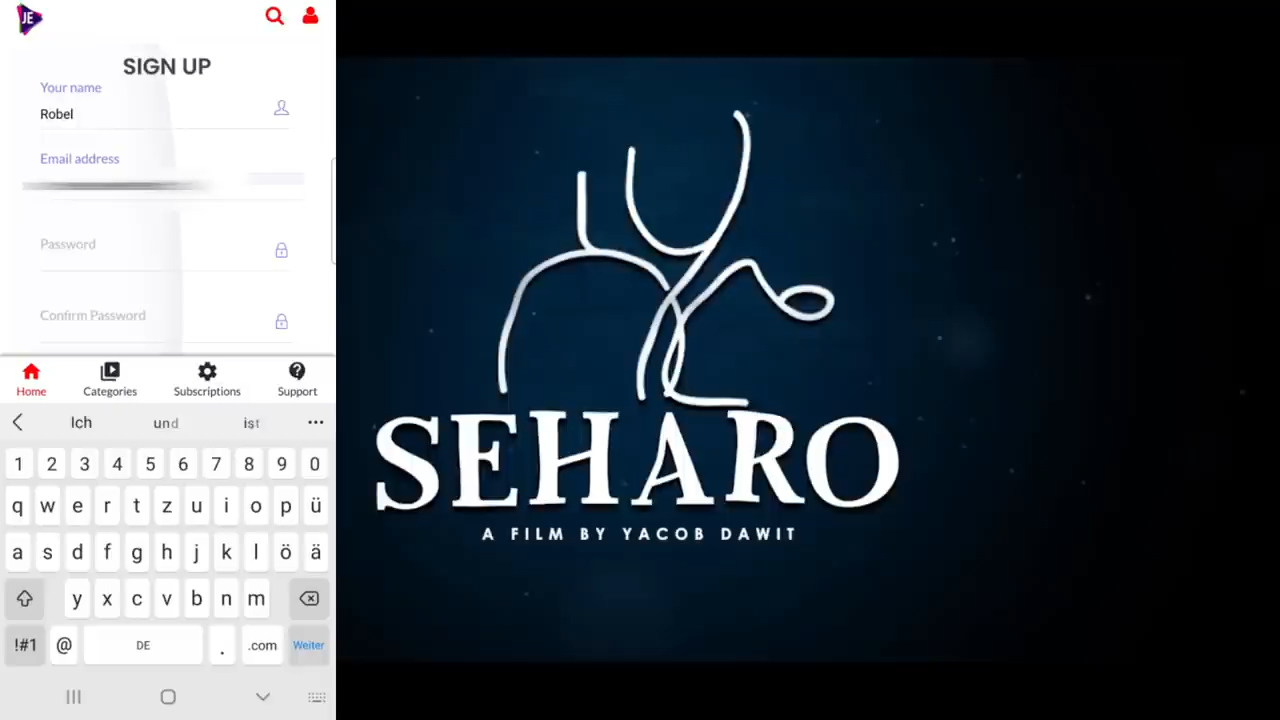 JE
SIGN UP
Your name
Robel
Email address
Password
Confirm Password
Home Categories Subscriptions Support
Ich und ist
1 2 3 4 5 6 7 8 9 0
q w e r t z u i o p ü
a s d f g h j k l ö ä
y x c v b n m
!#1 @ DE . .com Weiter
SEHARO
A FILM BY YACOB DAWIT